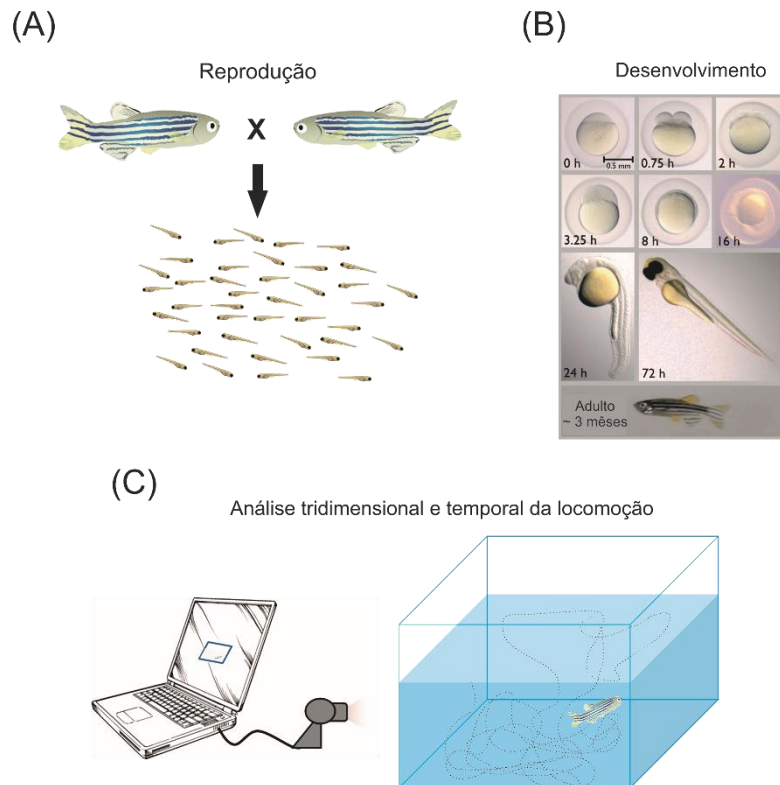 (A)
Reprodução
X
(B)
Desenvolvimento
0 h
0.5 mm
0.75 h
2 h
3.25 h
8 h
16 h
24 h
72 h
Adulto
~ 3 mêses
(C)
Análise tridimensional e temporal da locomoção